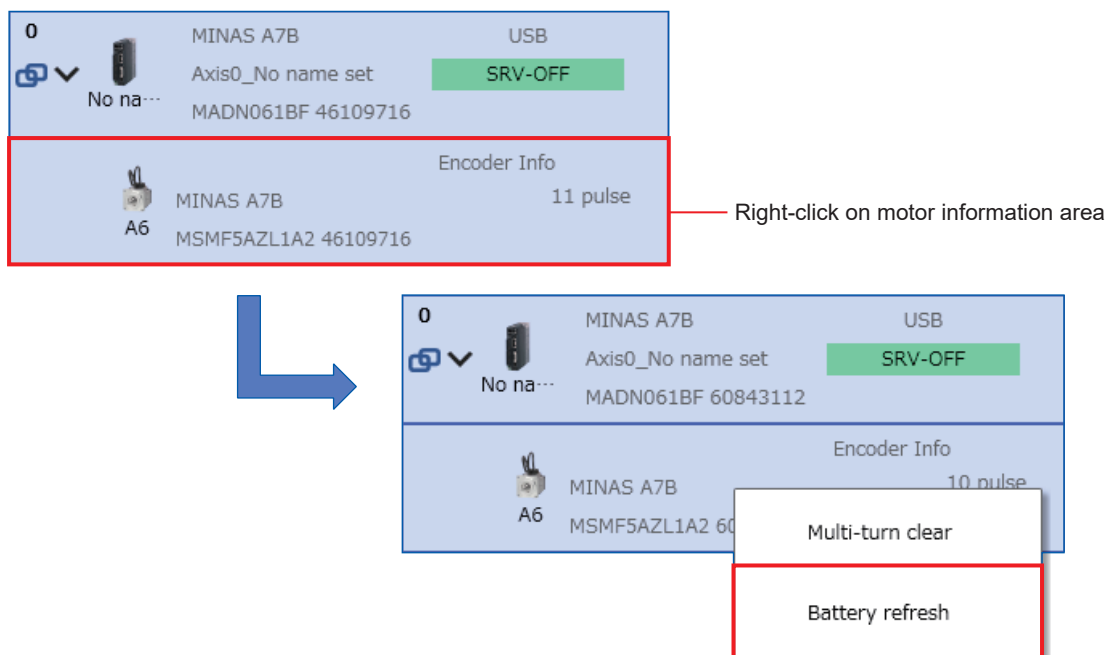 0
MINAS A7B
USB
Axis0_No name set
SRV-OFF
No na...
MADN061BF 46109716
Encoder Info
MINAS A7B
11 pulse
A6
MSMF5AZL1A2 46109716
Right-click on motor information area
0
MINAS A7B
USB
Axis0_No name set
SRV-OFF
No na...
MADN061BF 60843112
Encoder Info
MINAS A7B
10 pulse
A6
MSMF5AZL1A2 60
Multi-turn clear
Battery refresh